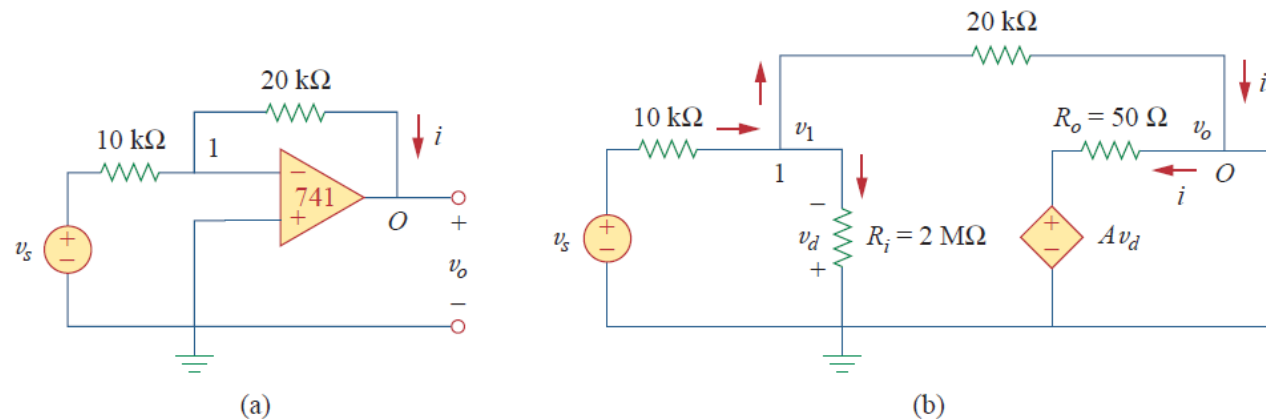 20 kΩ
10 kΩ
1
i
−
741
+
O
+
v_s
+
−
v_o
−
(a)
20 kΩ
i
10 kΩ
v_1
R_o = 50 Ω
v_o
1
i
O
−
v_s
+
−
v_d
R_i = 2 MΩ
+
+
−
Av_d
(b)